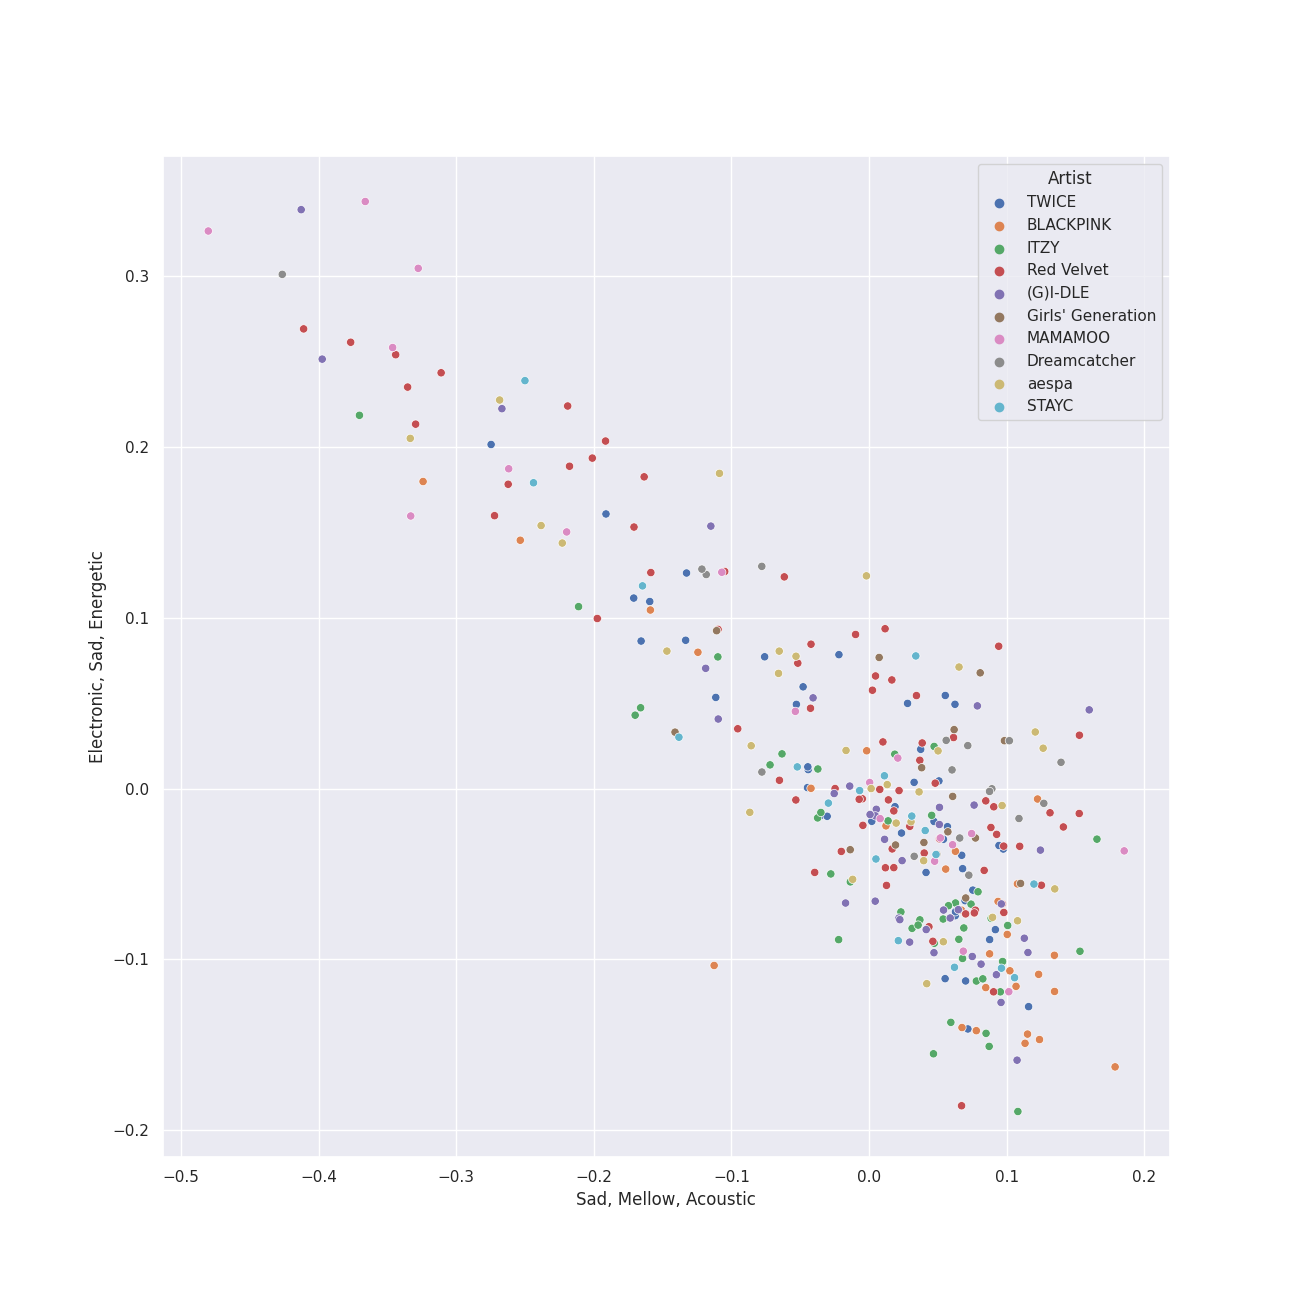 Artist
TWICE
BLACKPINK
ITZY
Red Velvet
(G)I-DLE
Girls' Generation
MAMAMOO
Dreamcatcher
aespa
STAYC
Electronic, Sad, Energetic
0.3
0.2
0.1
0.0
−0.1
−0.2
−0.5 −0.4 −0.3 −0.2 −0.1 0.0 0.1 0.2
Sad, Mellow, Acoustic